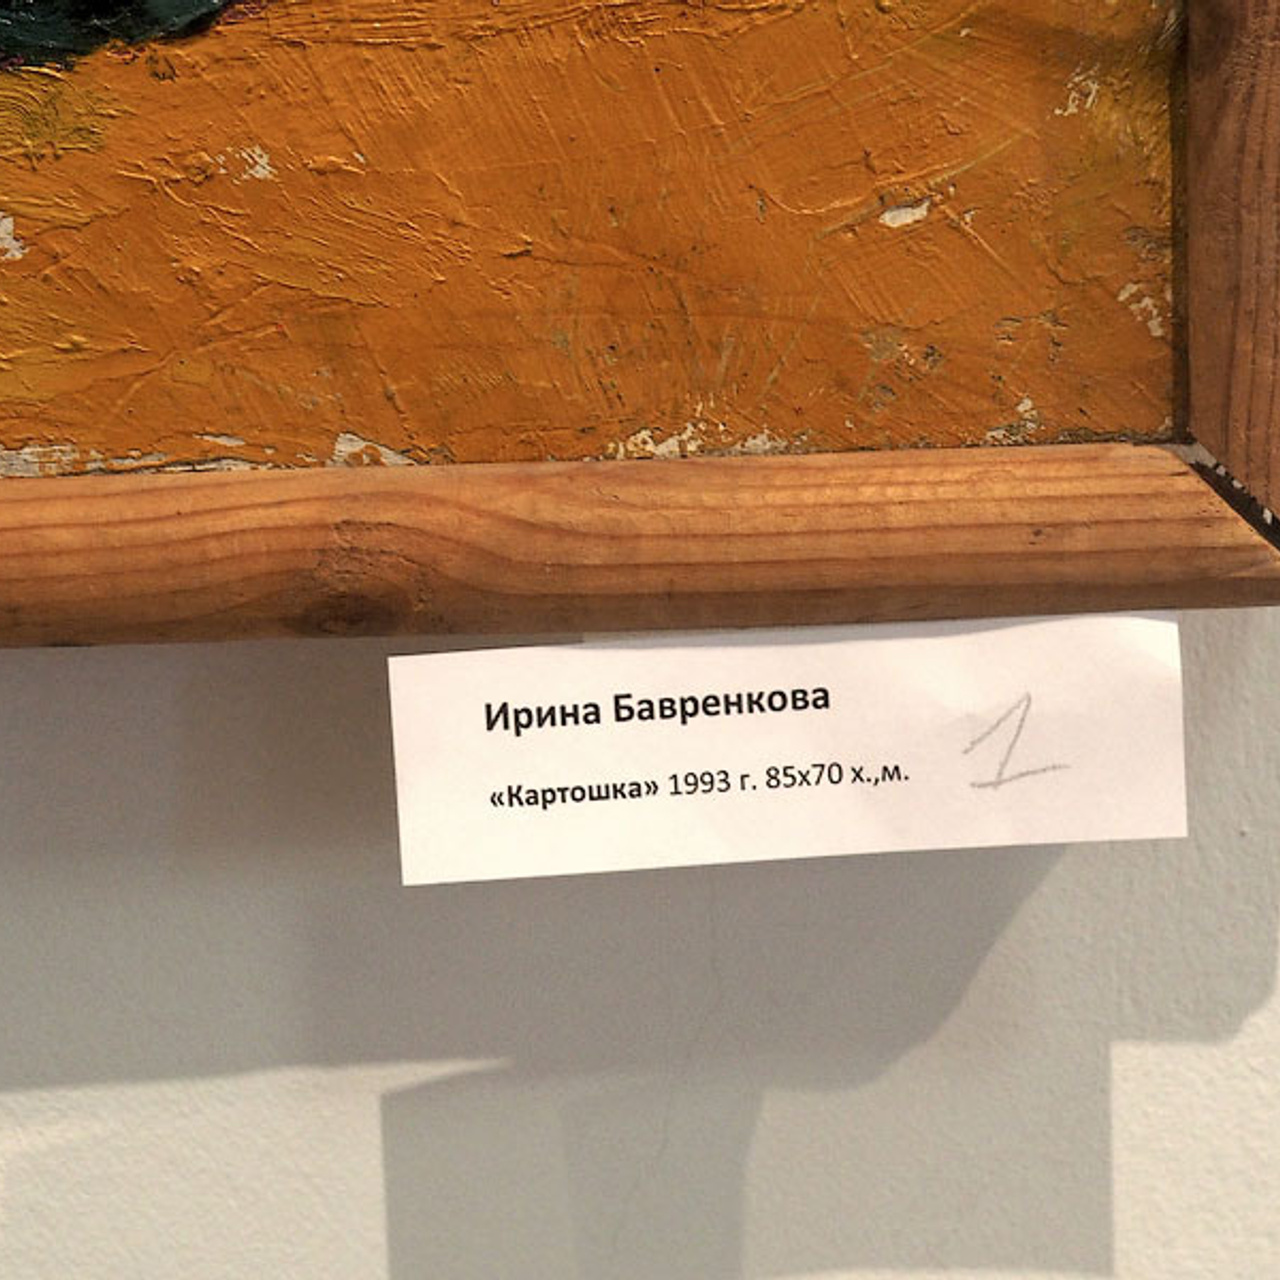 Ирина Бавренкова
«Картошка» 1993 г. 85х70 х.,м. 1